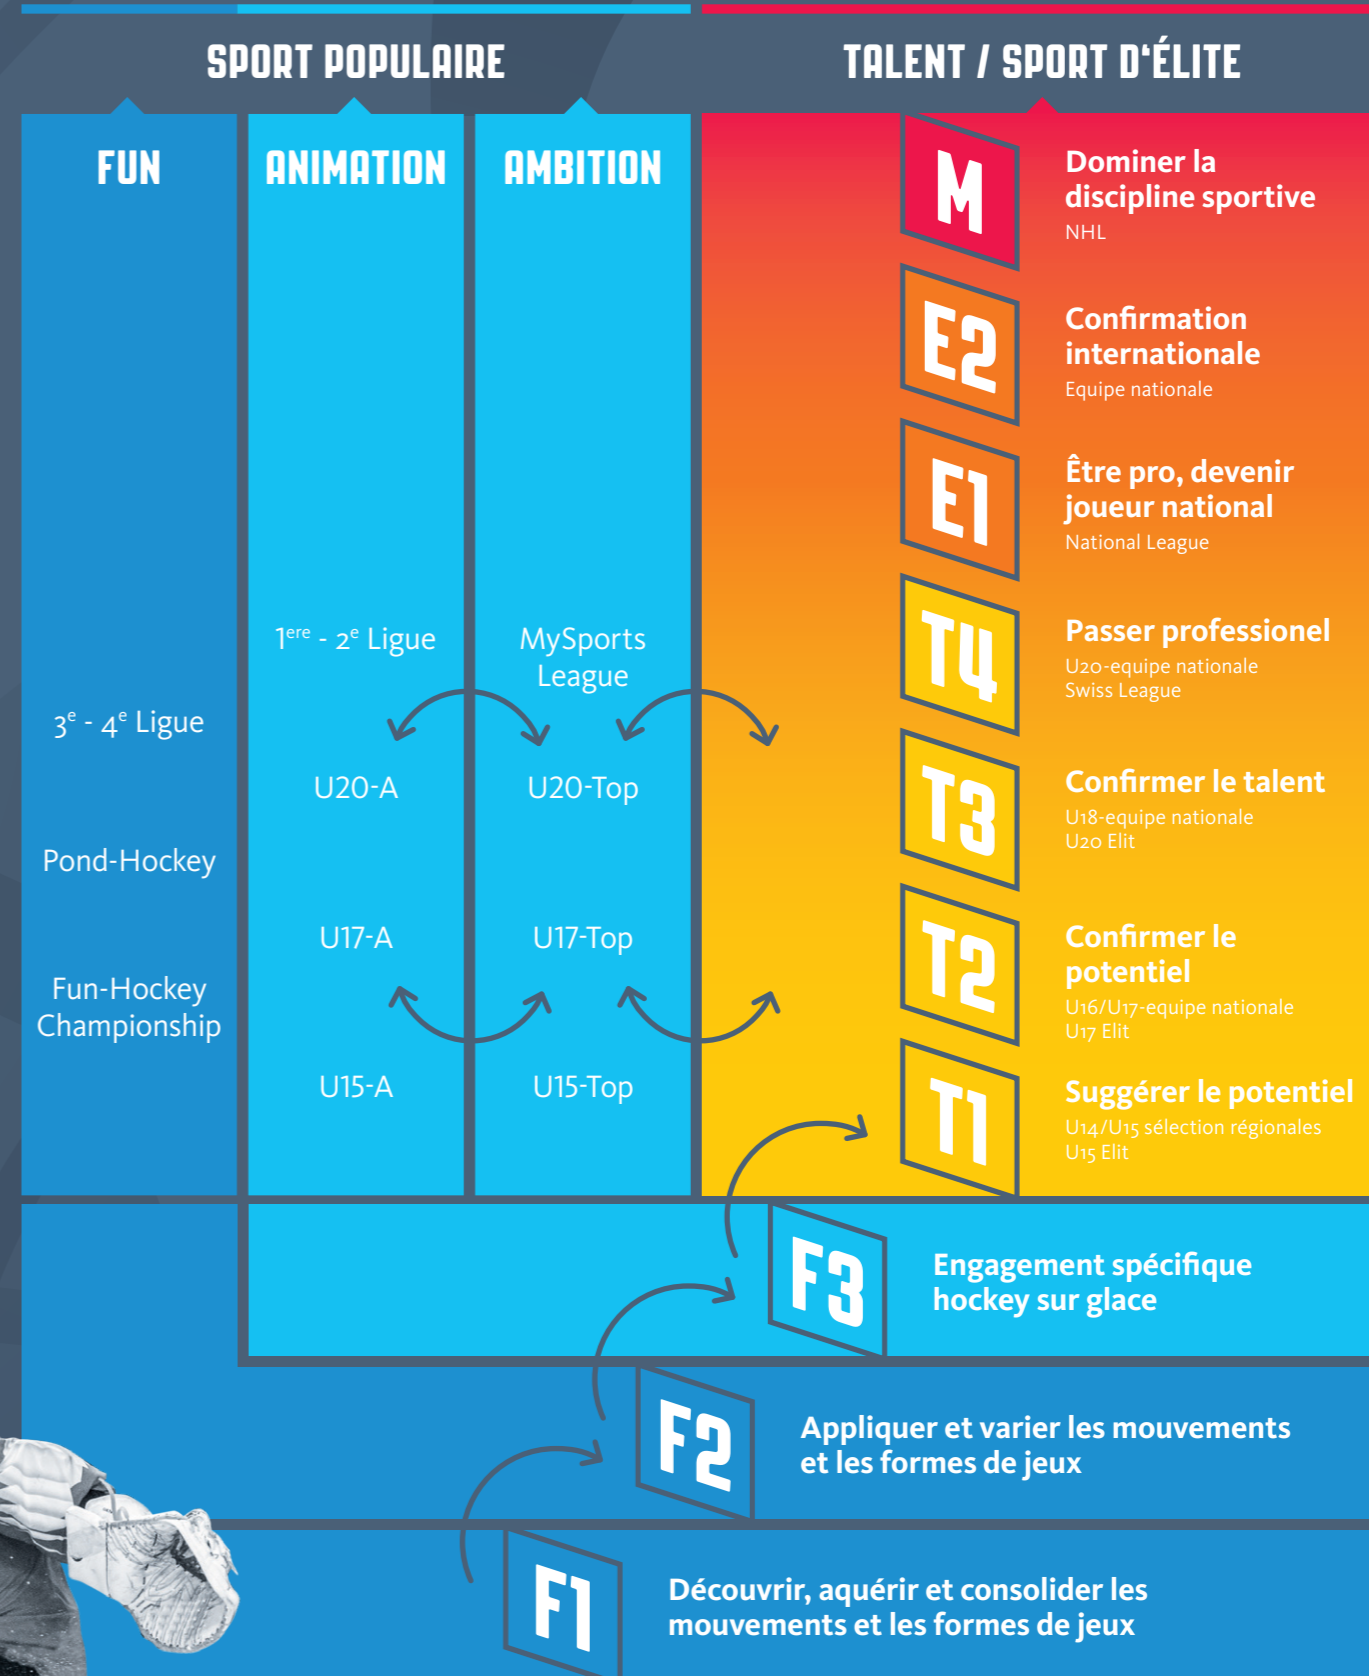 SPORT POPULAIRE
TALENT / SPORT D‘ÉLITE
FUN
ANIMATION
AMBITION
3e - 4e Ligue
Pond-Hockey
Fun-Hockey
Championship
1ere - 2e Ligue
U20-A
U17-A
U15-A
MySports
League
U20-Top
U17-Top
U15-Top
M
Dominer la
discipline sportive
NHL
E2
Confirmation
internationale
Equipe nationale
E1
Être pro, devenir
joueur national
National League
T4
Passer professionel
U20-equipe nationale
Swiss League
T3
Confirmer le talent
U18-equipe nationale
U20 Elit
T2
Confirmer le
potentiel
U16/U17-equipe nationale
U17 Elit
T1
Suggérer le potentiel
U14/U15 sélection régionales
U15 Elit
F3
Engagement spécifique
hockey sur glace
F2
Appliquer et varier les mouvements
et les formes de jeux
F1
Découvrir, aquérir et consolider les
mouvements et les formes de jeux